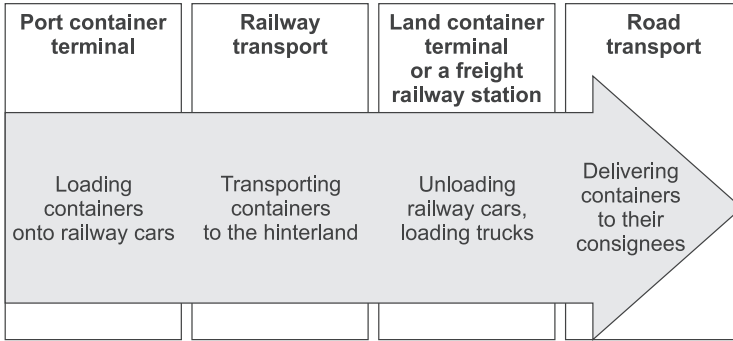 Port container
terminal
Railway
transport
Land container
terminal
or a freight
railway station
Road
transport
Loading
containers
onto railway cars
Transporting
containers
to the hinterland
Unloading
railway cars,
loading trucks
Delivering
containers
to their
consignees